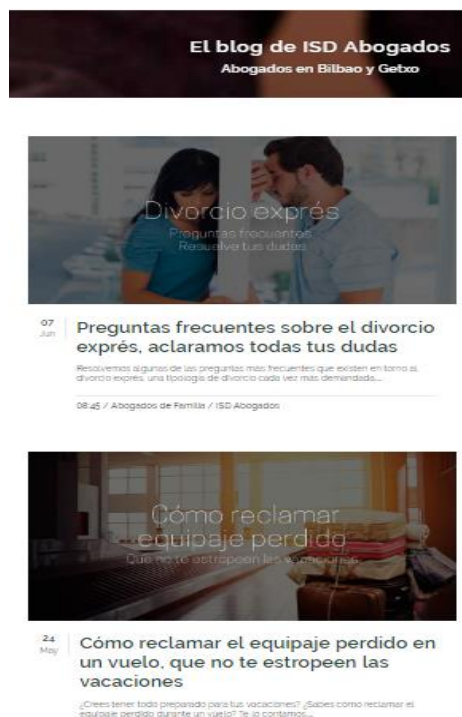 El blog de ISD Abogados
Abogados en Bilbao y Getxo
Divorcio exprés
Preguntas frecuentes.
Resuelve tus dudas.
07
Jun
Preguntas frecuentes sobre el divorcio
exprés, aclaramos todas tus dudas
Resolvemos algunas de las preguntas más frecuentes que existen en torno al
divorcio exprés, una tipología de divorcio cada vez más demandada....
08:45 / Abogados de Familia / ISD Abogados
Cómo reclamar
equipaje perdido
Que no te estropeen las vacaciones
24
May
Cómo reclamar el equipaje perdido en
un vuelo, que no te estropeen las
vacaciones
¿Crees tener todo preparado para tus vacaciones? ¿Sabes cómo reclamar el
equipaje perdido durante un vuelo? Te lo contamos....